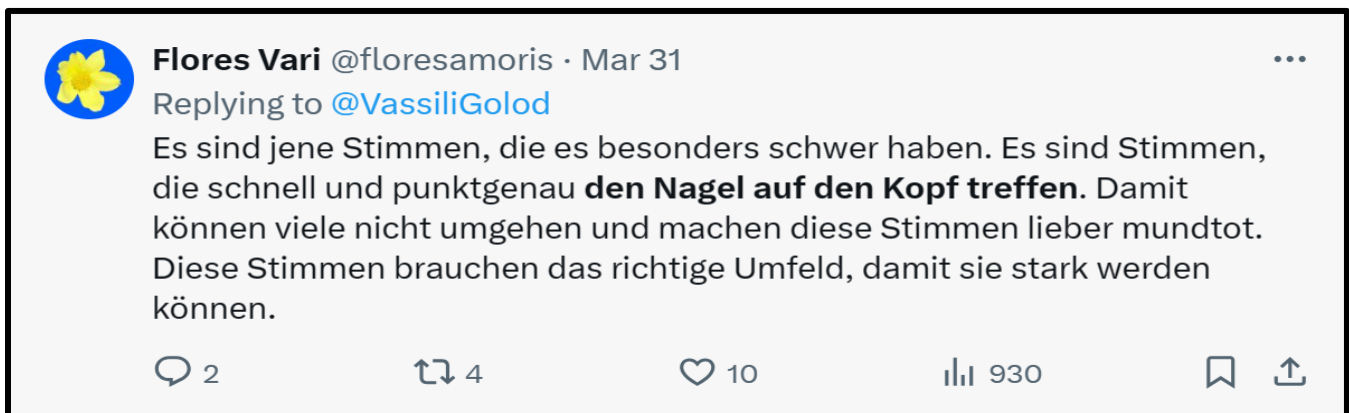 Flores Vari @floresamoris · Mar 31
Replying to @VassiliGolod
Es sind jene Stimmen, die es besonders schwer haben. Es sind Stimmen,
die schnell und punktgenau den Nagel auf den Kopf treffen. Damit
können viele nicht umgehen und machen diese Stimmen lieber mundtot.
Diese Stimmen brauchen das richtige Umfeld, damit sie stark werden
können.
2 4 10 930